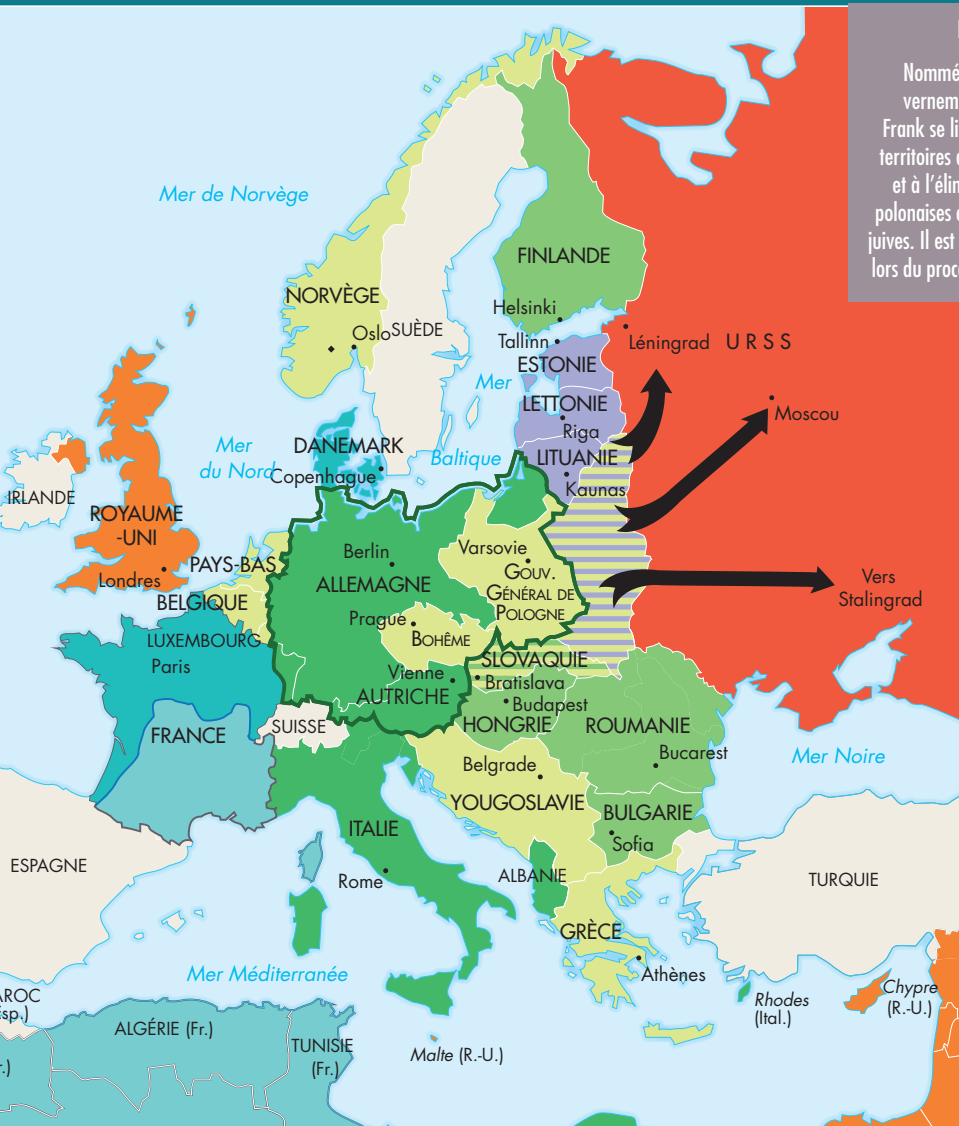 Nommé
vernem
Frank se li
territoires
et à l'élin
polonaises
juives. Il est
lors du proc
Mer de Norvège
FINLANDE
NORVÈGE
Helsinki
Oslo
SUÈDE
Tallinn
Léningrad
URSS
ESTONIE
Mer
LETTONIE
Moscou
Riga
Mer
du Nord
DANEMARK
Baltique
LITUANIE
Copenhague
Kaunas
IRLANDE
ROYAUME
-UNI
Berlin
Varsovie
PAYS-BAS
Gouv.
Général de
Pologne
ALLEMAGNE
Londres
Vers
Stalingrad
BELGIQUE
Prague
Bohême
LUXEMBOURG
Paris
SLOVAQUIE
Vienne
Bratislava
AUTRICHE
Budapest
SUISSE
HONGRIE
ROUMANIE
FRANCE
Bucarest
Mer Noire
Belgrade
YOUGOSLAVIE
BULGARIE
ITALIE
Sofia
ESPAGNE
ALBANIE
Rome
TURQUIE
GRÈCE
Mer Méditerranée
Athènes
Chypre
(R.-U.)
AROC
sp.)
Rhodes
(Ital.)
ALGÉRIE (Fr.)
TUNISIE
(Fr.)
Malte (R.-U.)
r.)